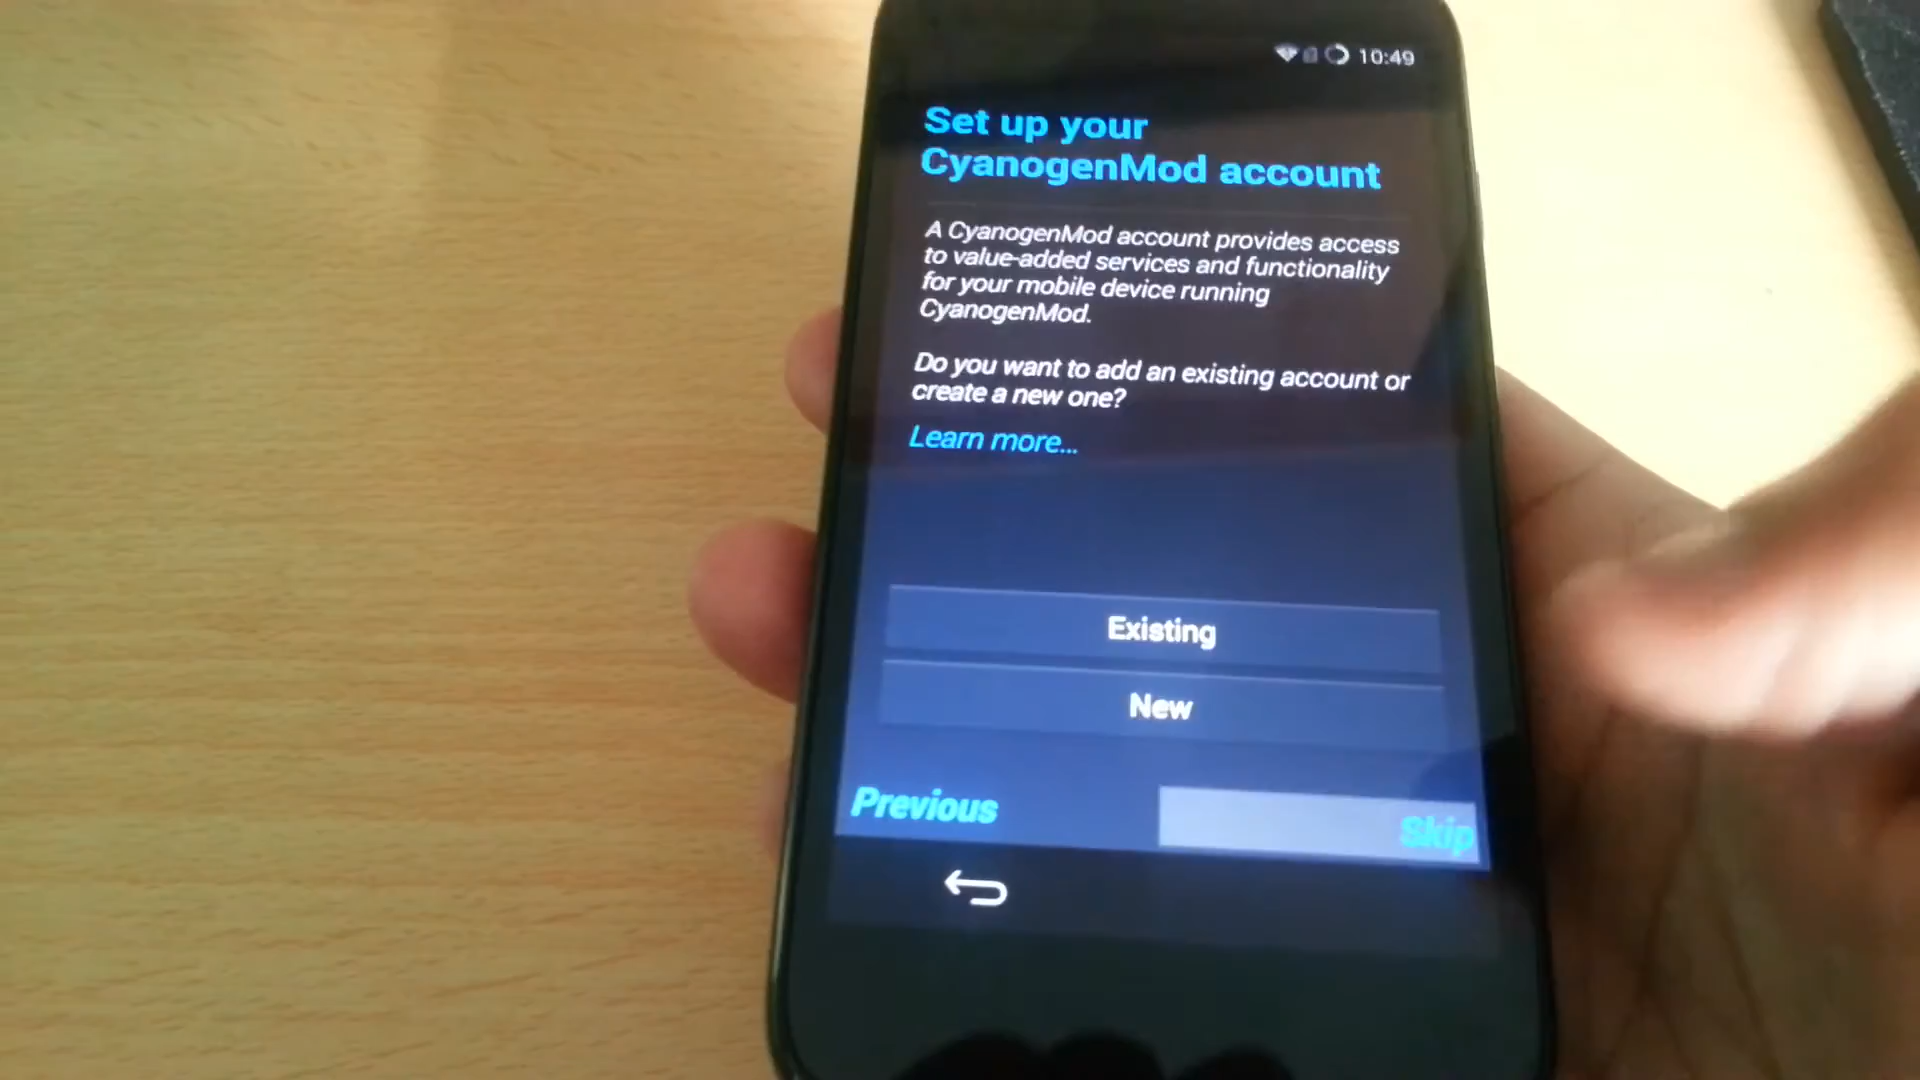 10:49
Set up your
CyanogenMod account
A CyanogenMod account provides access
to value-added services and functionality
for your mobile device running
CyanogenMod.
Do you want to add an existing account or
create a new one?
Learn more...
Existing
New
Previous
Skip